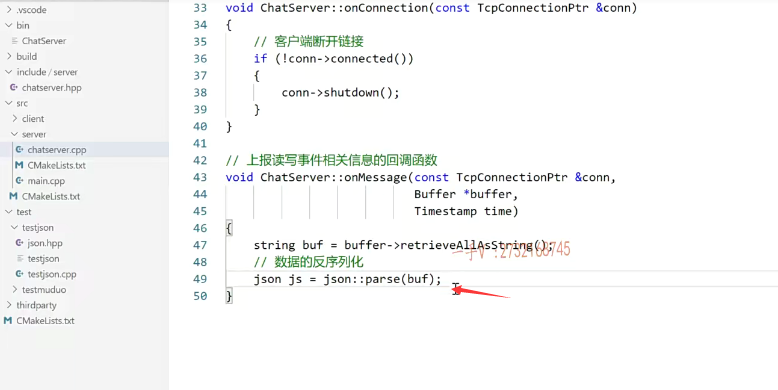 .vscode
bin
ChatServer
build
include / server
chatserver.hpp
src
client
server
chatserver.cpp
CMakeLists.txt
main.cpp
CMakeLists.txt
test
testjson
json.hpp
testjson
testjson.cpp
testmuduo
thirdparty
CMakeLists.txt
33 void ChatServer::onConnection(const TcpConnectionPtr &conn)
34 {
35 // 客户端断开链接
36 if (!conn->connected())
37 {
38 conn->shutdown();
39 }
40 }
41
42 // 上报读写事件相关信息的回调函数
43 void ChatServer::onMessage(const TcpConnectionPtr &conn,
44 Buffer *buffer,
45 Timestamp time)
46 {
47 string buf = buffer->retrieveAllAsString();
48 // 数据的反序列化
49 json js = json::parse(buf);
50 }